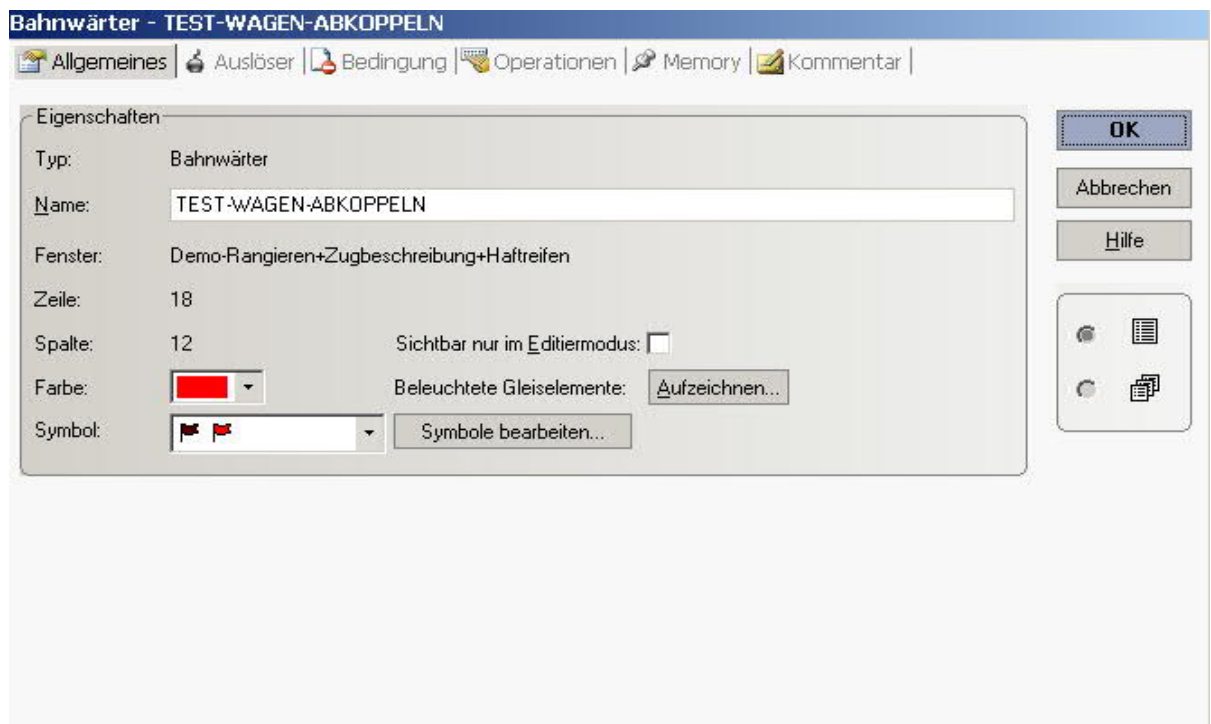 Bahnwärter - TEST-WAGEN-ABKOPPELN
Allgemeines Auslöser Bedingung Operationen Memory Kommentar
Eigenschaften
Typ: Bahnwärter
Name: TEST-WAGEN-ABKOPPELN
Fenster: Demo-Rangieren+Zugbeschreibung+Haftreifen
Zeile: 18
Spalte: 12 Sichtbar nur im Editiermodus:
Farbe: Beleuchtete Gleiselemente: Aufzeichnen...
Symbol: Symbole bearbeiten...
OK
Abbrechen
Hilfe